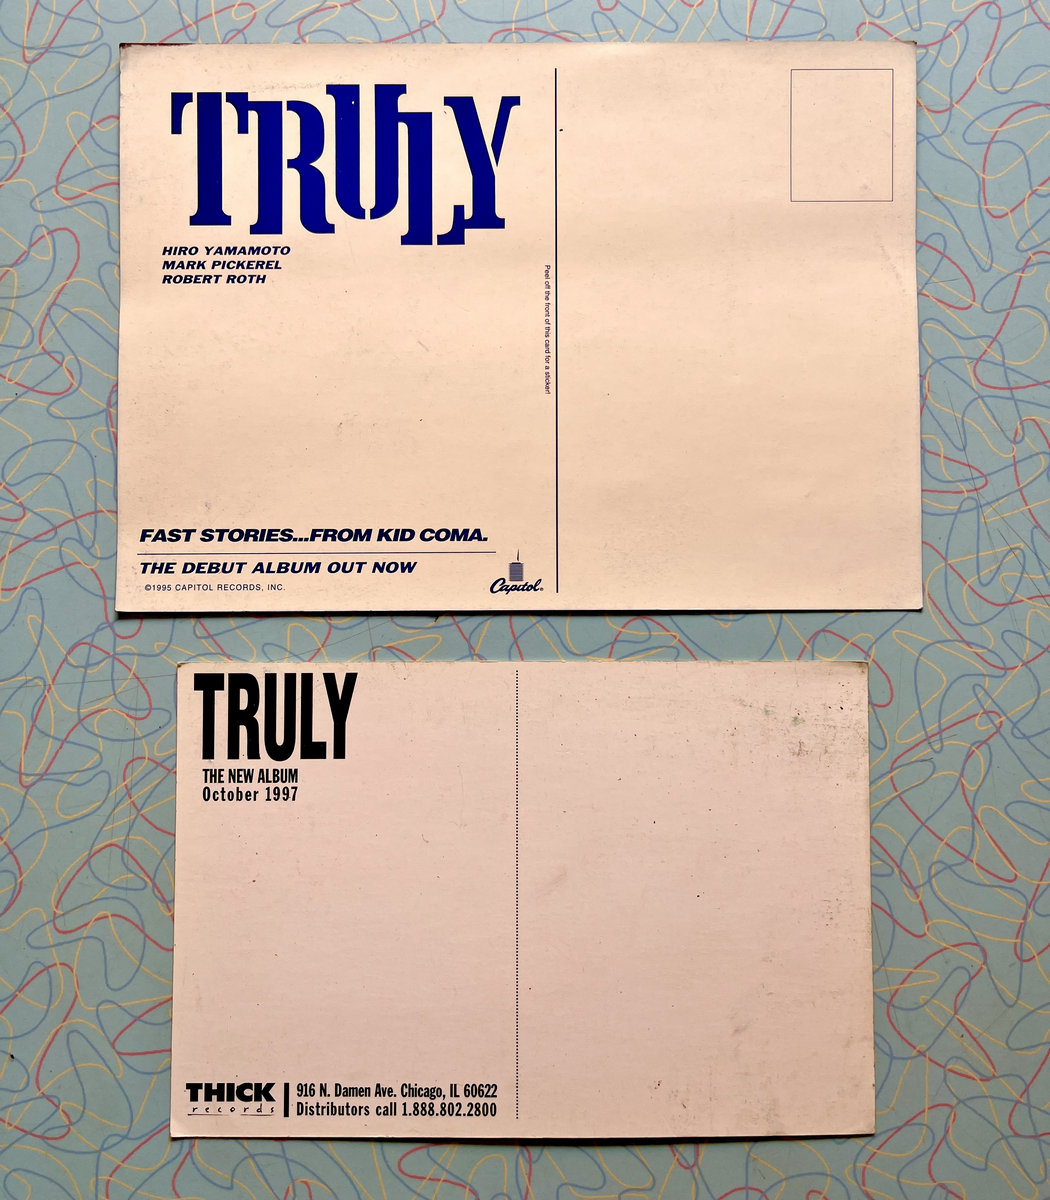 TRULY
HIRO YAMAMOTO
MARK PICKEREL
ROBERT ROTH
Peel off the front of this card for a sticker!
FAST STORIES...FROM KID COMA.
THE DEBUT ALBUM OUT NOW
©1995 CAPITOL RECORDS, INC.
Capitol®
TRULY
THE NEW ALBUM
October 1997
THICK
records
916 N. Damen Ave. Chicago, IL 60622
Distributors call 1.888.802.2800